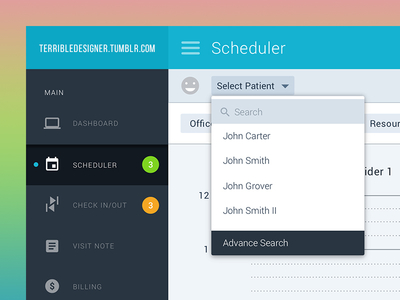 TERRIBLEDESIGNER.TUMBLR.COM
Scheduler
MAIN
DASHBOARD
SCHEDULER
3
CHECK IN/OUT
3
VISIT NOTE
$
BILLING
Select Patient
Search
John Carter
John Smith
John Grover
John Smith II
Advance Search
Offic
Resour
ider 1
12
1